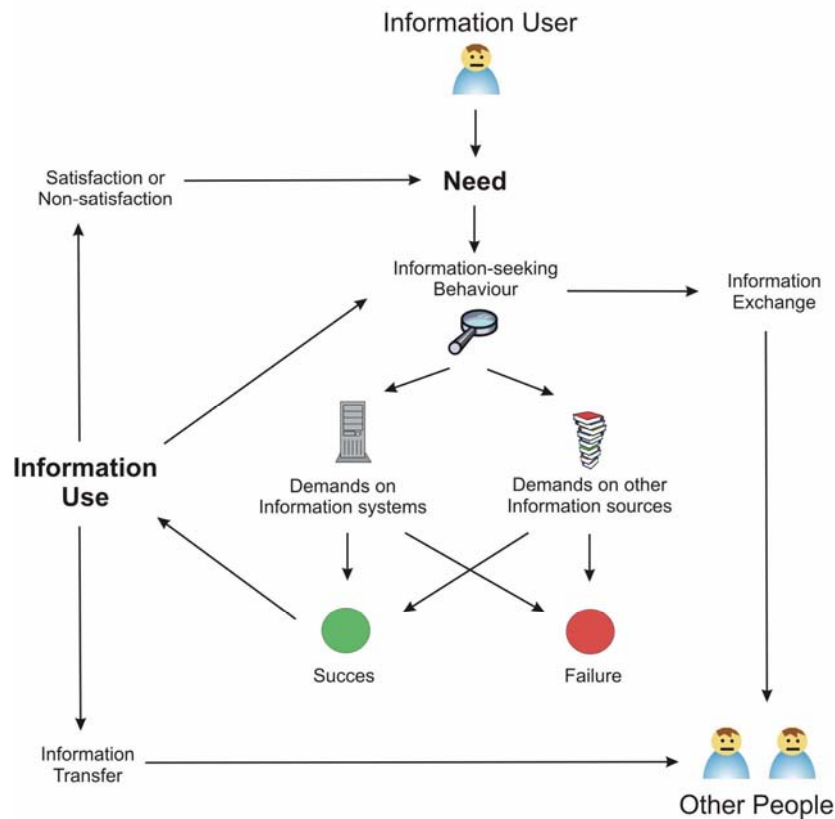 Information User
Satisfaction or
Non-satisfaction
Need
Information-seeking
Behaviour
Information
Exchange
Information
Use
Demands on
Information systems
Demands on other
Information sources
Succes
Failure
Information
Transfer
Other People